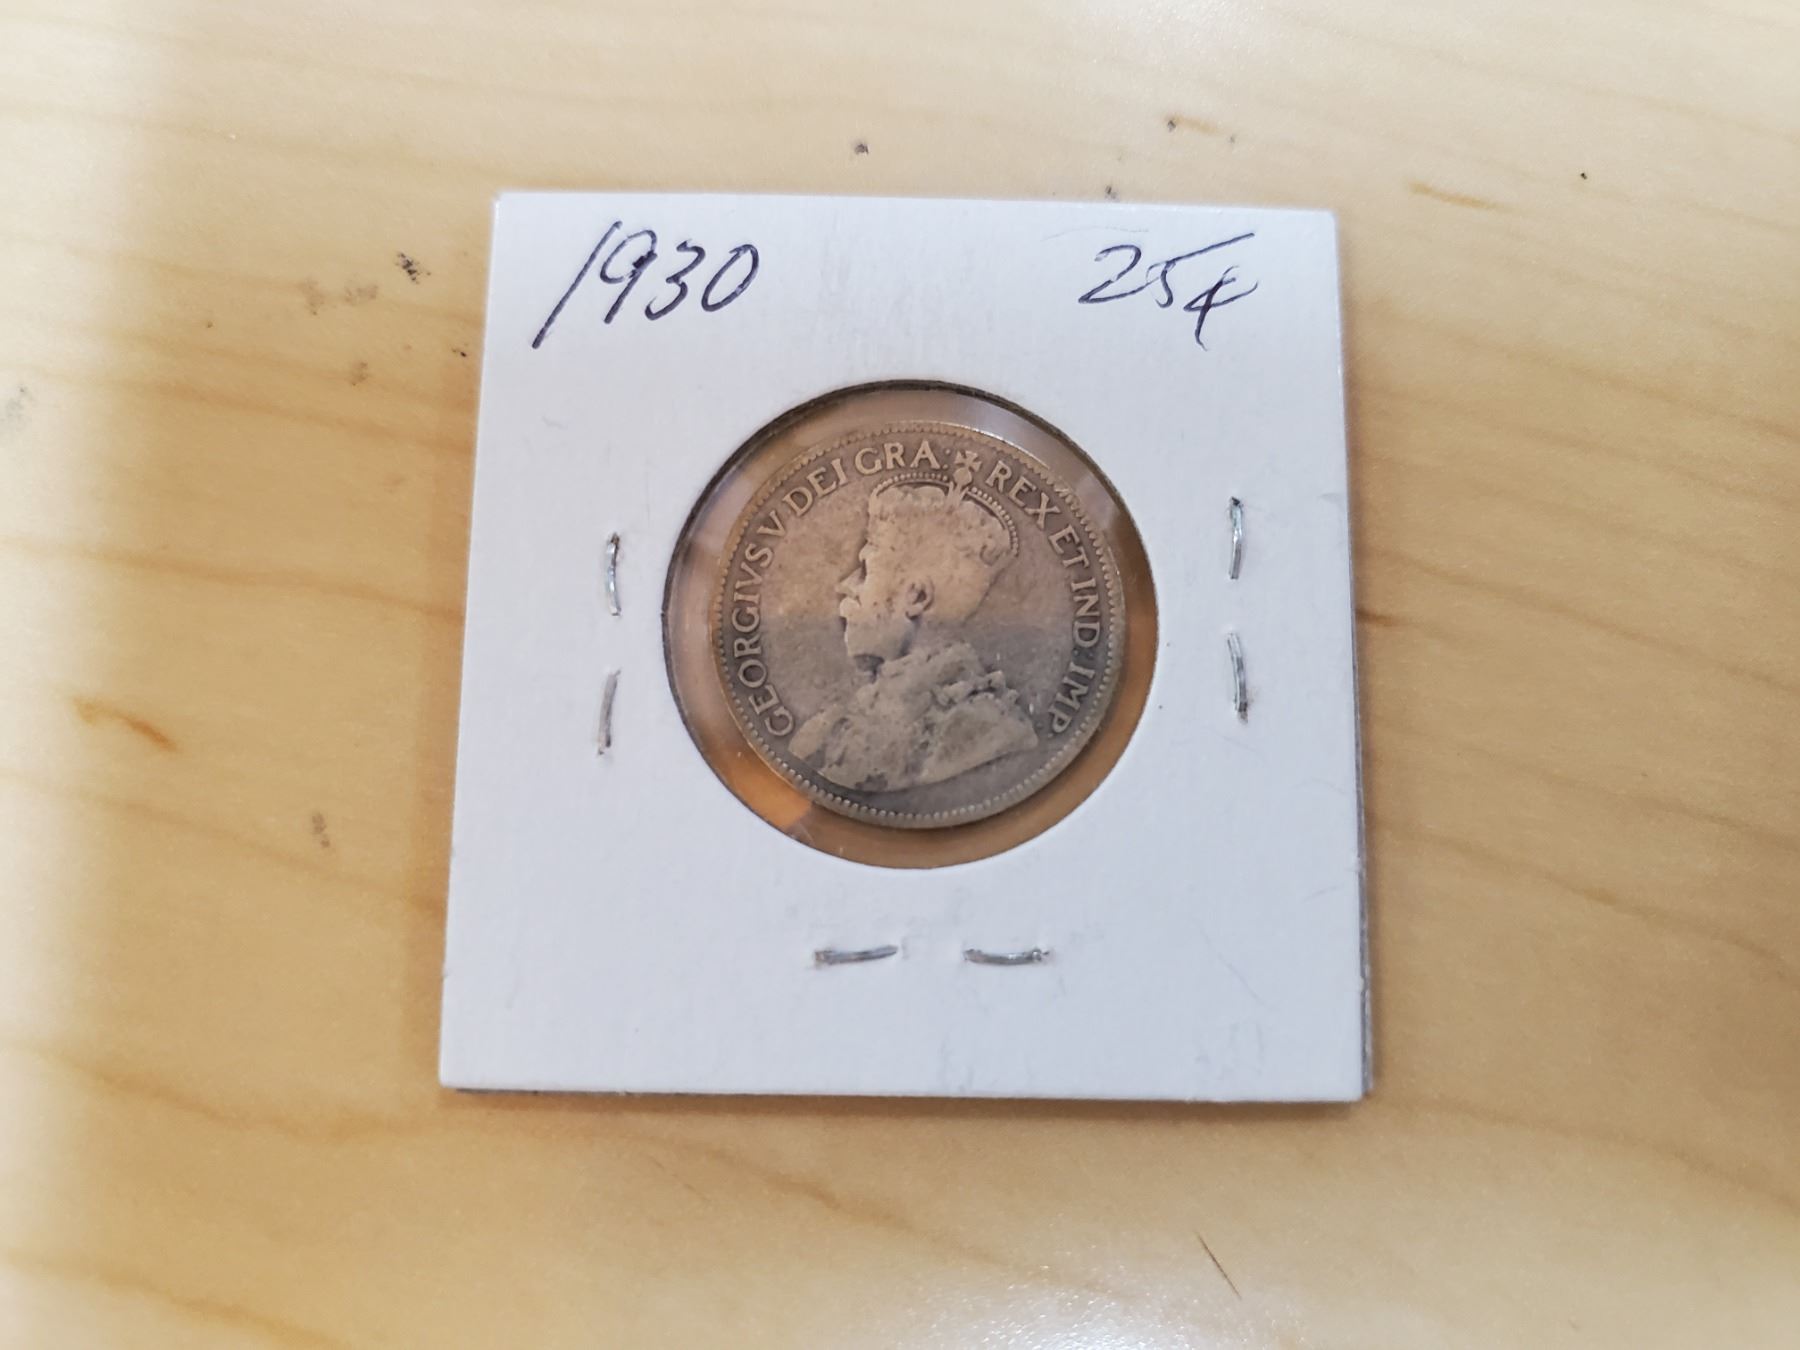 1930 25¢
GEORGIVS V DEI GRA: REX ET IND: IMP: